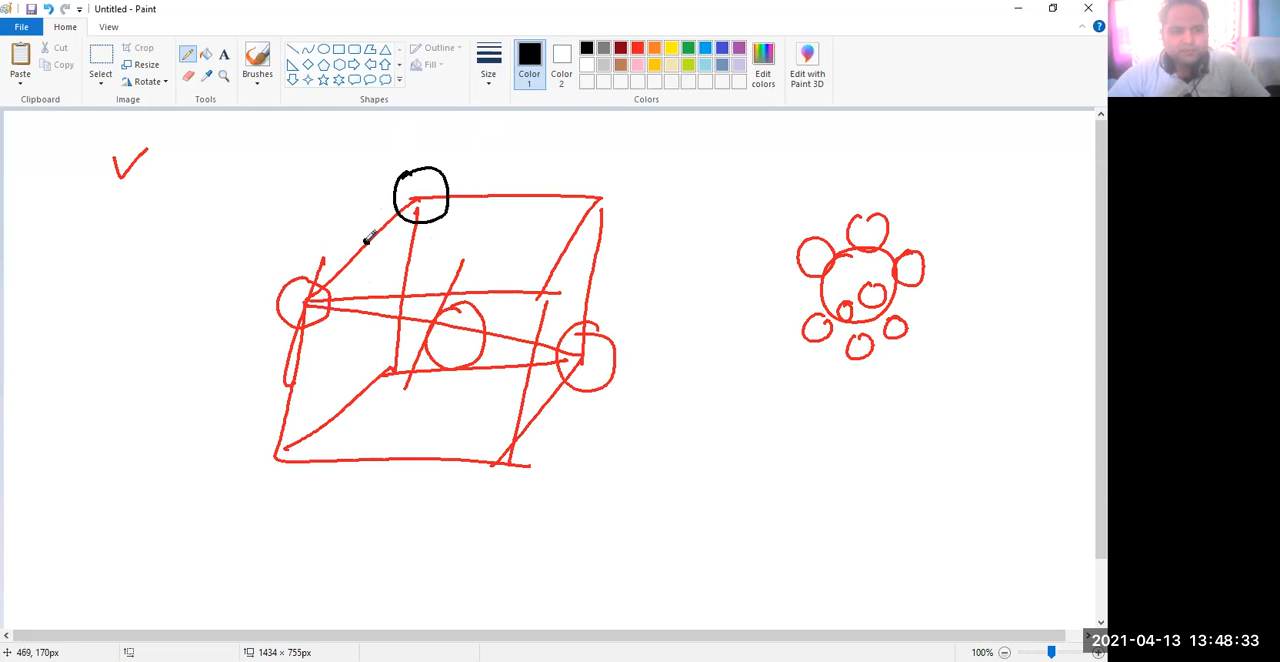 Untitled - Paint
File Home View
Paste
Cut
Copy
Clipboard
Select
Crop
Resize
Rotate
Image
A
Tools
Brushes
Shapes
Outline
Fill
Size
Color 1
Color 2
Colors
Edit colors
Edit with Paint 3D
469, 170px
1434 × 755px
100%
2021-04-13 13:48:33